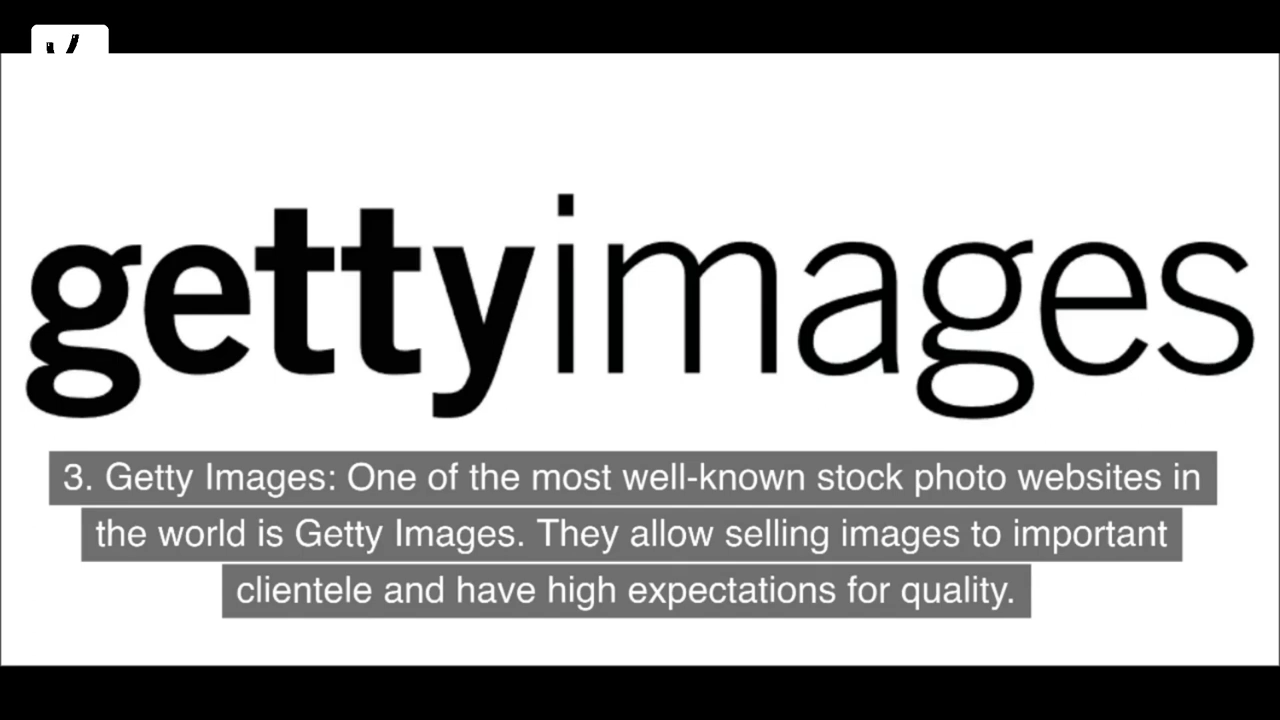 gettyimages
3. Getty Images: One of the most well-known stock photo websites in
the world is Getty Images. They allow selling images to important
clientele and have high expectations for quality.